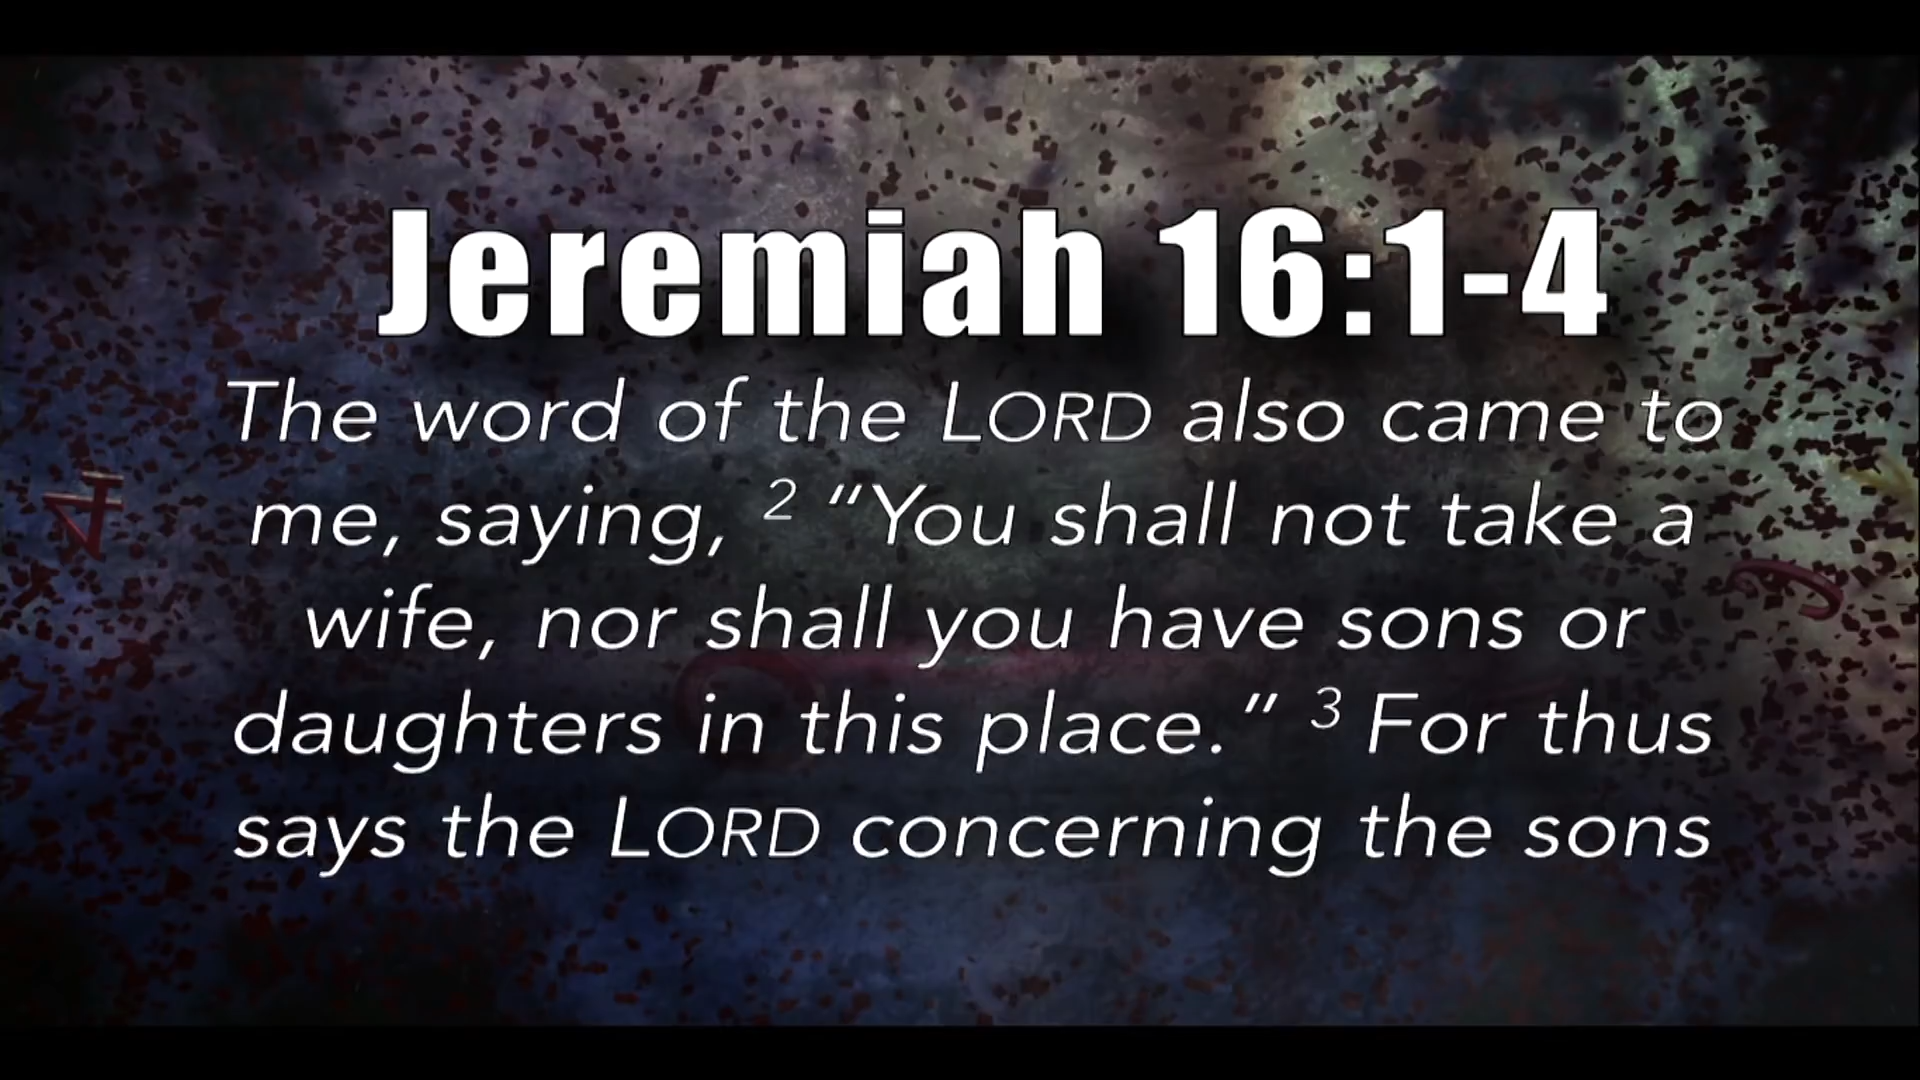 Jeremiah 16:1-4
The word of the LORD also came to
me, saying, 2 “You shall not take a
wife, nor shall you have sons or
daughters in this place.” 3 For thus
says the LORD concerning the sons